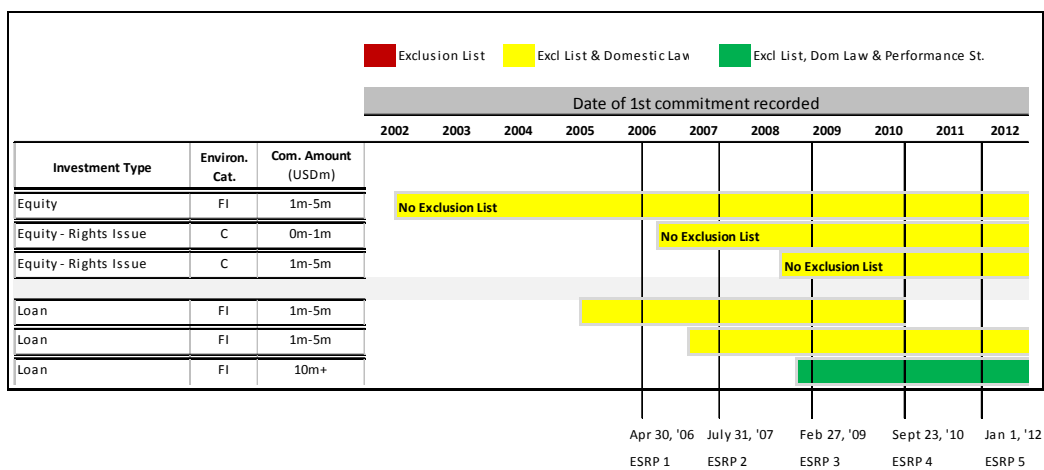 Exclusion List Excl List & Domestic Law Excl List, Dom Law & Performance St.
Date of 1st commitment recorded
2002 2003 2004 2005 2006 2007 2008 2009 2010 2011 2012
Investment Type Environ. Cat. Com. Amount (USDm)
Equity FI 1m-5m No Exclusion List
Equity - Rights Issue C 0m-1m No Exclusion List
Equity - Rights Issue C 1m-5m No Exclusion List
Loan FI 1m-5m
Loan FI 1m-5m
Loan FI 10m+
Apr 30, '06 July 31, '07 Feb 27, '09 Sept 23, '10 Jan 1, '12
ESRP 1 ESRP 2 ESRP 3 ESRP 4 ESRP 5